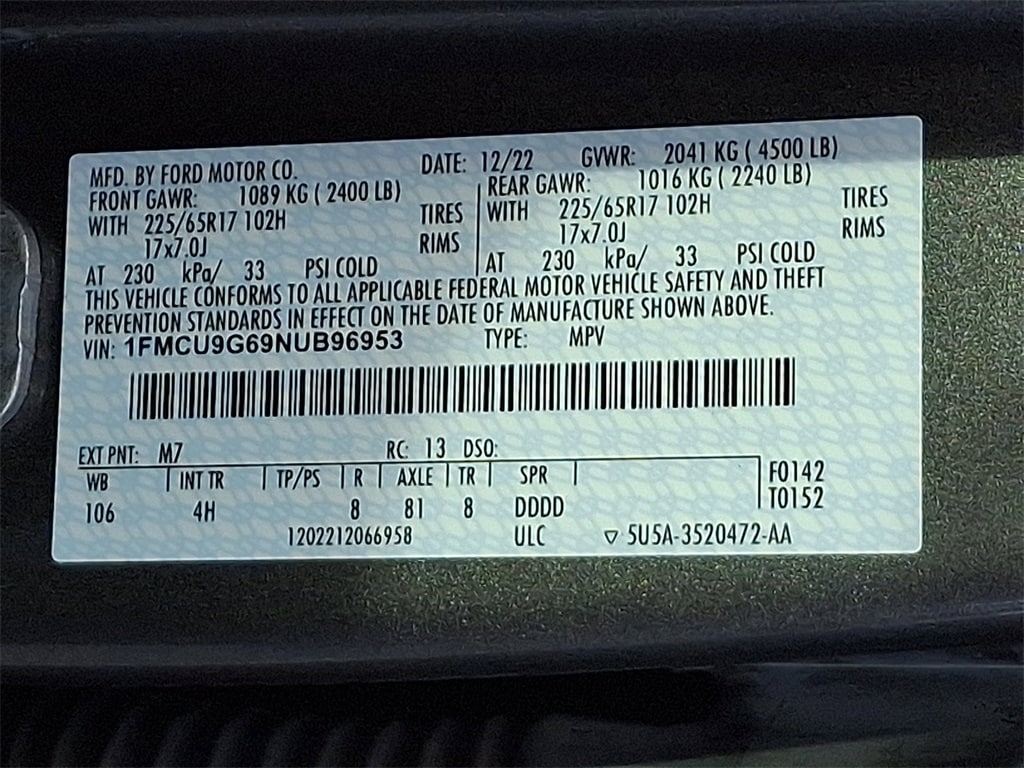 MFD. BY FORD MOTOR CO. DATE: 12/22 GVWR: 2041 KG ( 4500 LB)
FRONT GAWR: 1089 KG ( 2400 LB) REAR GAWR: 1016 KG ( 2240 LB)
WITH 225/65R17 102H TIRES WITH 225/65R17 102H TIRES
17x7.0J RIMS 17x7.0J RIMS
AT 230 kPa/ 33 PSI COLD AT 230 kPa/ 33 PSI COLD
THIS VEHICLE CONFORMS TO ALL APPLICABLE FEDERAL MOTOR VEHICLE SAFETY AND THEFT
PREVENTION STANDARDS IN EFFECT ON THE DATE OF MANUFACTURE SHOWN ABOVE.
VIN: 1FMCU9G69NUB96953 TYPE: MPV
EXT PNT: M7 RC: 13 DSO:
WB INT TR TP/PS R AXLE TR SPR F0142
106 4H 8 81 8 DDDD T0152
1202212066958 ULC ▽ 5U5A-3520472-AA